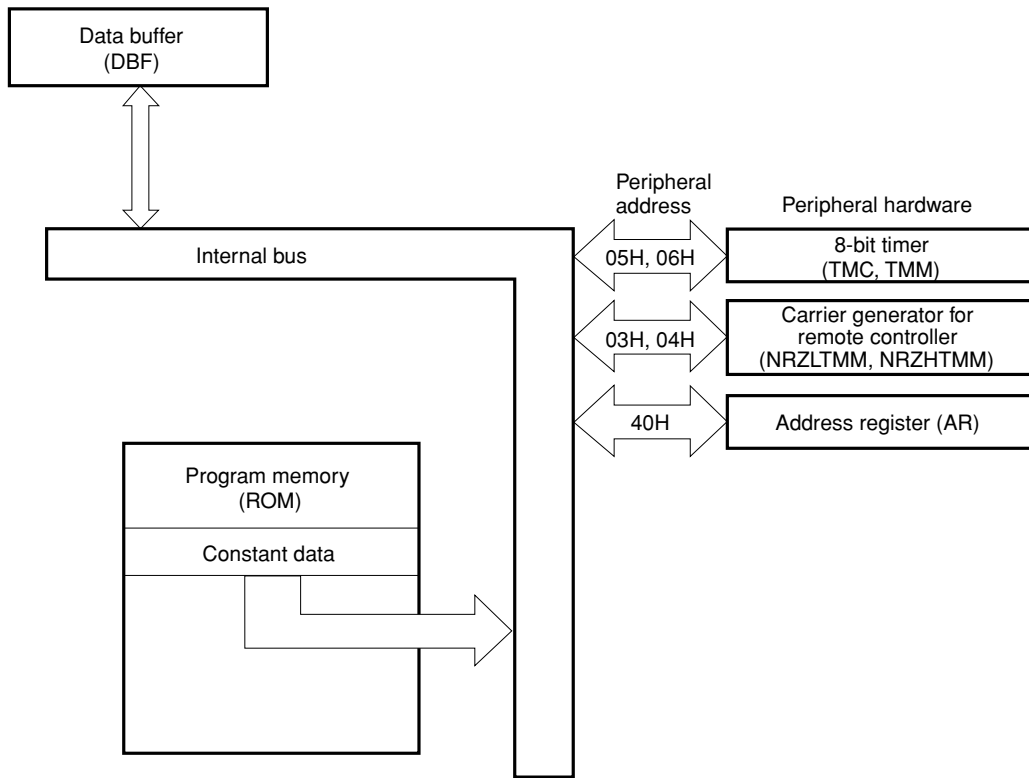 Data buffer
(DBF)
Peripheral
address
Peripheral hardware
Internal bus
05H, 06H
8-bit timer
(TMC, TMM)
03H, 04H
Carrier generator for
remote controller
(NRZLTMM, NRZHTMM)
40H
Address register (AR)
Program memory
(ROM)
Constant data